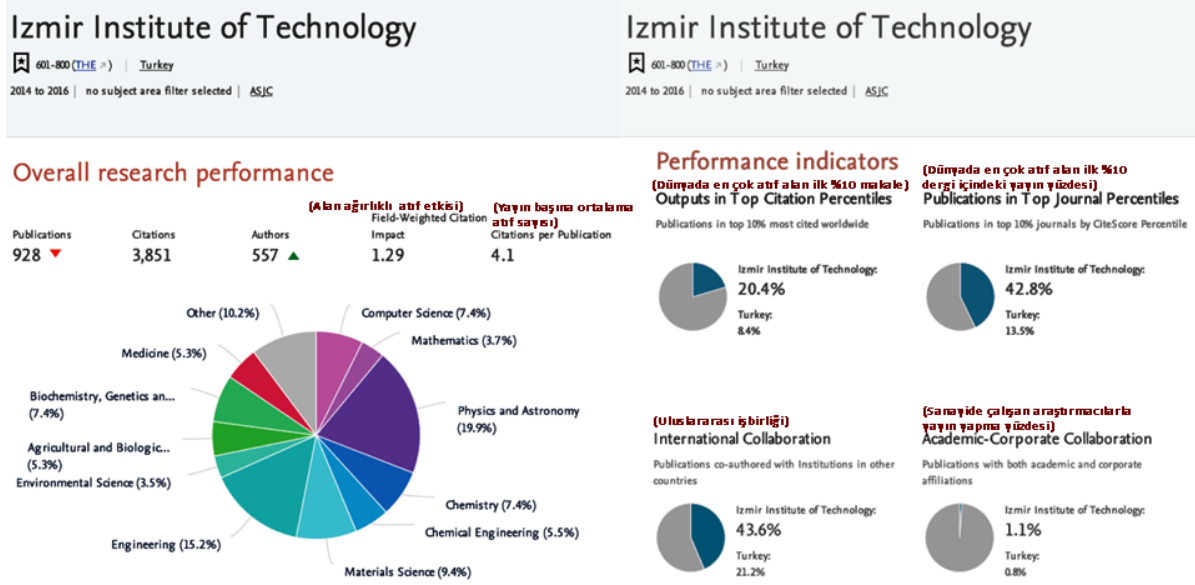 Izmir Institute of Technology
601-800 (THE ↗) | Turkey
2014 to 2016 | no subject area filter selected | ASJC
Overall research performance
(Alan ağırlıklı atıf etkisi)
(Yayın başına ortalama
atıf sayısı)
Publications
928
Citations
3,851
Authors
557
Field-Weighted Citation
Impact
1.29
Citations per Publication
4.1
Other (10.2%)
Computer Science (7.4%)
Medicine (5.3%)
Mathematics (3.7%)
Biochemistry, Genetics an...
(7.4%)
Physics and Astronomy
(19.9%)
Agricultural and Biologic...
(5.3%)
Environmental Science (3.5%)
Chemistry (7.4%)
Chemical Engineering (5.5%)
Engineering (15.2%)
Materials Science (9.4%)
Izmir Institute of Technology
601-800 (THE ↗) | Turkey
2014 to 2016 | no subject area filter selected | ASJC
Performance indicators
(Dünyada en çok atıf alan ilk %10 makale)
Outputs in Top Citation Percentiles
Publications in top 10% most cited worldwide
Izmir Institute of Technology:
20.4%
Turkey:
8.4%
(Dünyada en çok atıf alan ilk %10
dergi içindeki yayın yüzdesi)
Publications in Top Journal Percentiles
Publications in top 10% journals by CiteScore Percentile
Izmir Institute of Technology:
42.8%
Turkey:
13.5%
(Uluslararası işbirliği)
International Collaboration
Publications co-authored with Institutions in other
countries
Izmir Institute of Technology:
43.6%
Turkey:
21.2%
(Sanayide çalışan araştırmacılarla
yayın yapma yüzdesi)
Academic-Corporate Collaboration
Publications with both academic and corporate
affiliations
Izmir Institute of Technology:
1.1%
Turkey:
0.8%